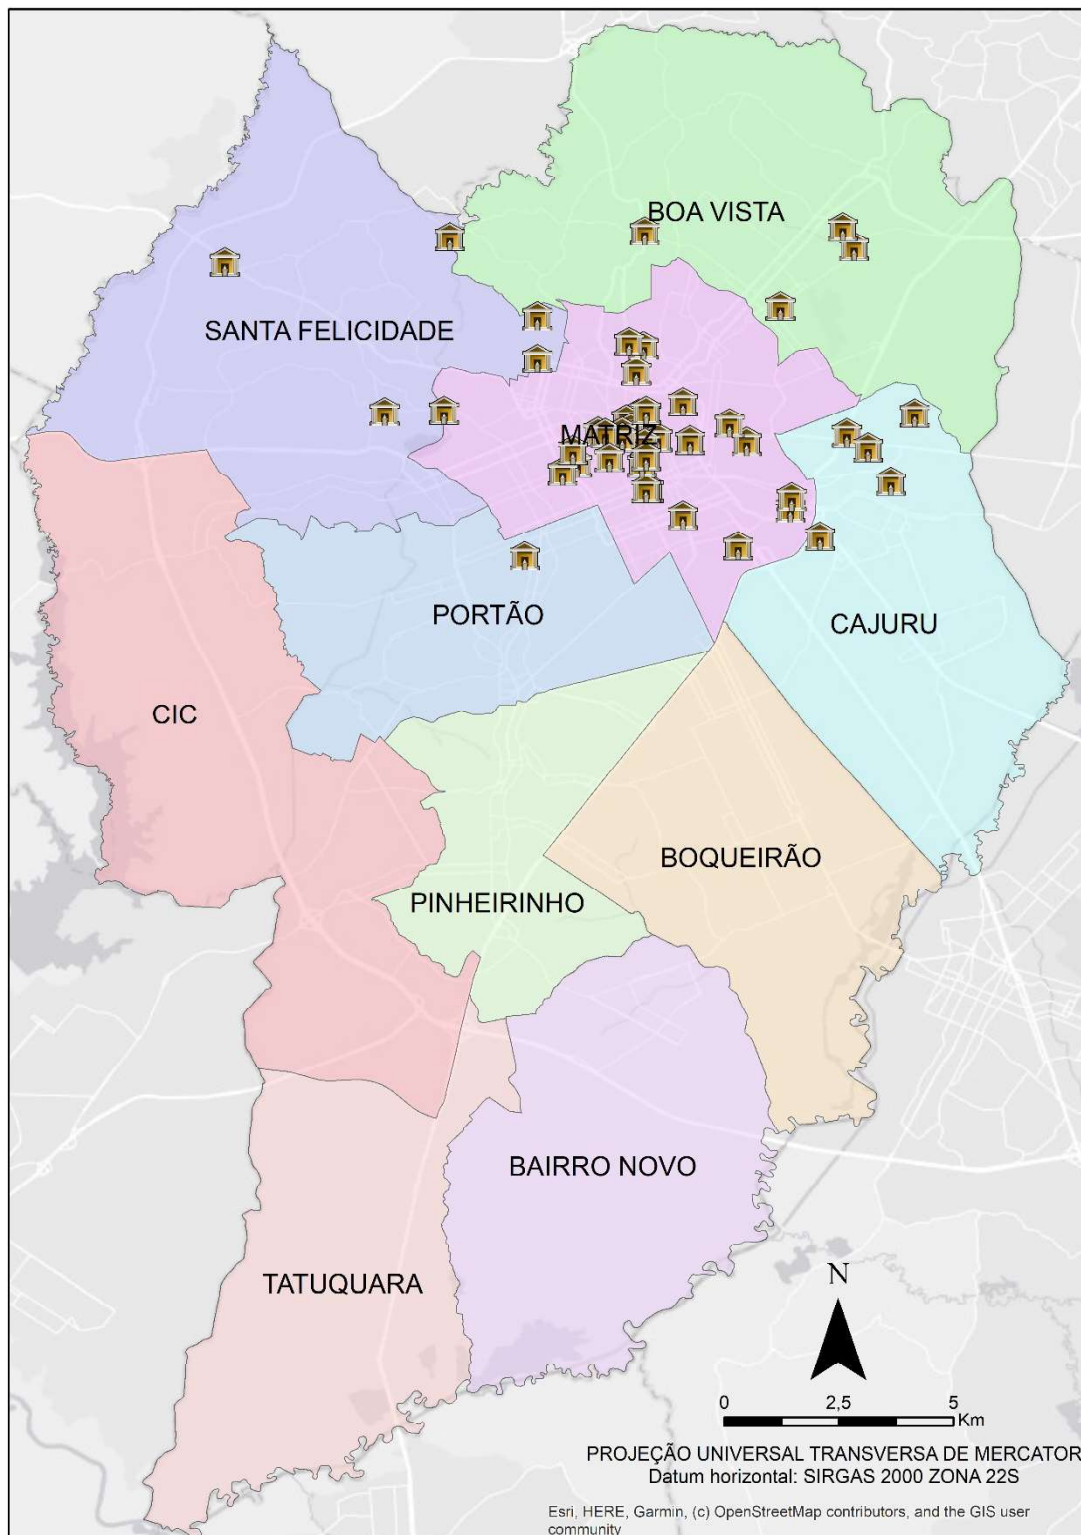 BOA VISTA
SANTA FELICIDADE
MATRIZ
PORTÃO
CAJURU
CIC
BOQUEIRÃO
PINHEIRINHO
BAIRRO NOVO
TATUQUARA
N
0 2,5 5
Km
PROJEÇÃO UNIVERSAL TRANSVERSA DE MERCATOR
Datum horizontal: SIRGAS 2000 ZONA 22S
Esri, HERE, Garmin, (c) OpenStreetMap contributors, and the GIS user
community